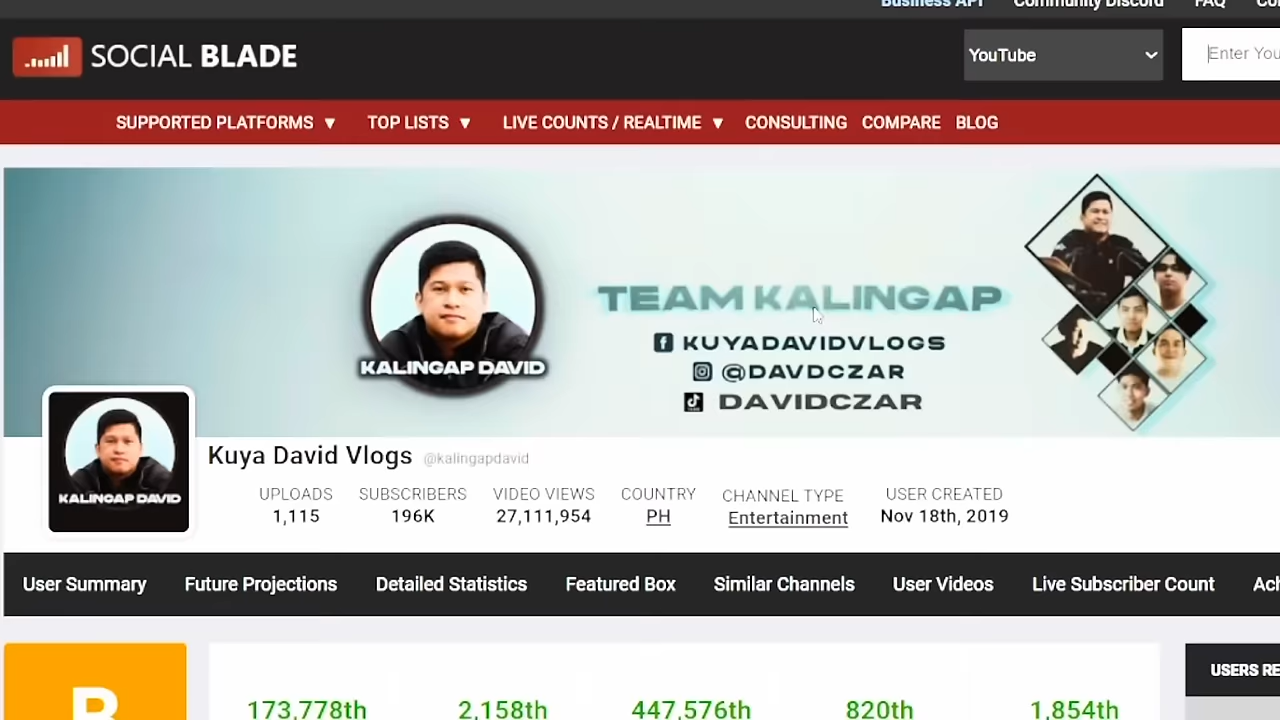 Business API Community Discord FAQ
SOCIAL BLADE
YouTube
Enter You
SUPPORTED PLATFORMS ▼ TOP LISTS ▼ LIVE COUNTS / REALTIME ▼ CONSULTING COMPARE BLOG
TEAM KALINGAP
KUYADAVIDVLOGS
@DAVDCZAR
DAVIDCZAR
KALINGAP DAVID
KALINGAP DAVID
Kuya David Vlogs @kalingapdavid
UPLOADS SUBSCRIBERS VIDEO VIEWS COUNTRY CHANNEL TYPE USER CREATED
1,115 196K 27,111,954 PH Entertainment Nov 18th, 2019
User Summary Future Projections Detailed Statistics Featured Box Similar Channels User Videos Live Subscriber Count Ach
USERS RE
B
173,778th 2,158th 447,576th 820th 1,854th